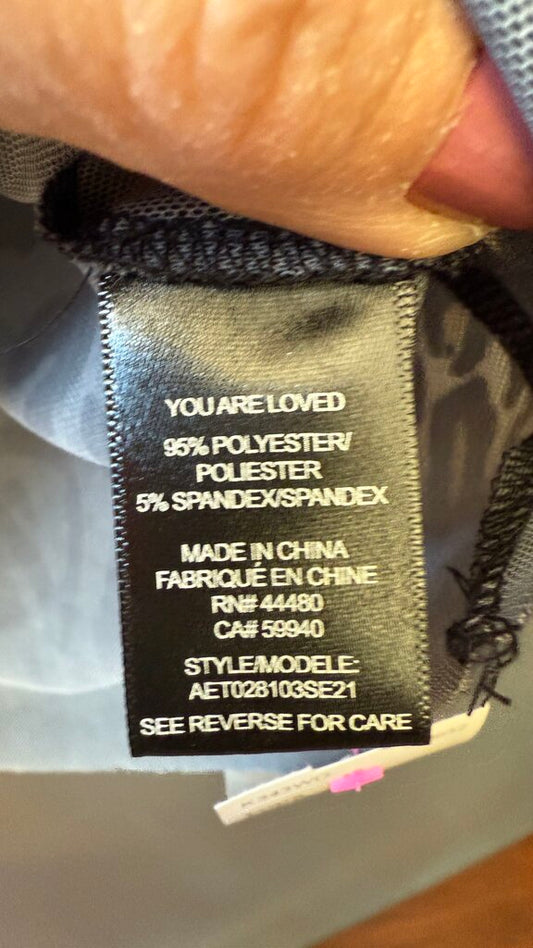 YOU ARE LOVED
95% POLYESTER/
POLIESTER
5% SPANDEX/SPANDEX
MADE IN CHINA
FABRIQUÉ EN CHINE
RN# 44480
CA# 59940
STYLE/MODELE:
AET028103SE21
SEE REVERSE FOR CARE